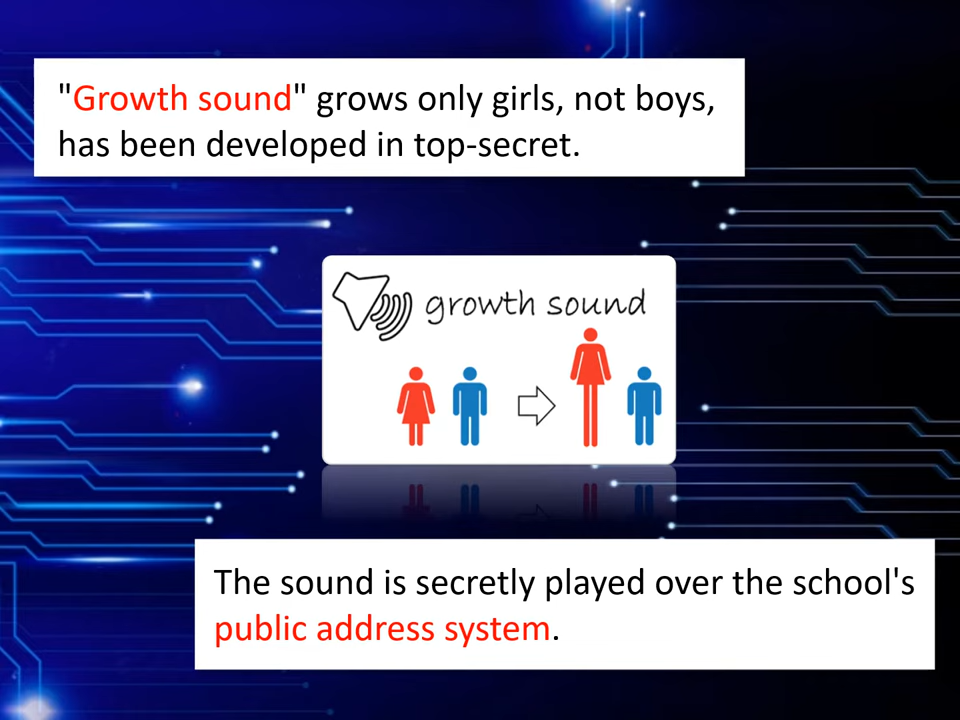 "Growth sound" grows only girls, not boys,
has been developed in top-secret.
growth sound
The sound is secretly played over the school's
public address system.